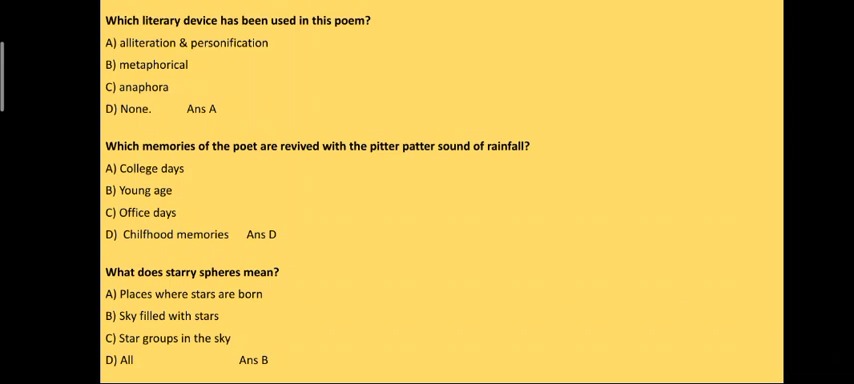 Which literary device has been used in this poem?
A) alliteration & personification
B) metaphorical
C) anaphora
D) None. Ans A
Which memories of the poet are revived with the pitter patter sound of rainfall?
A) College days
B) Young age
C) Office days
D) Chilfhood memories Ans D
What does starry spheres mean?
A) Places where stars are born
B) Sky filled with stars
C) Star groups in the sky
D) All Ans B